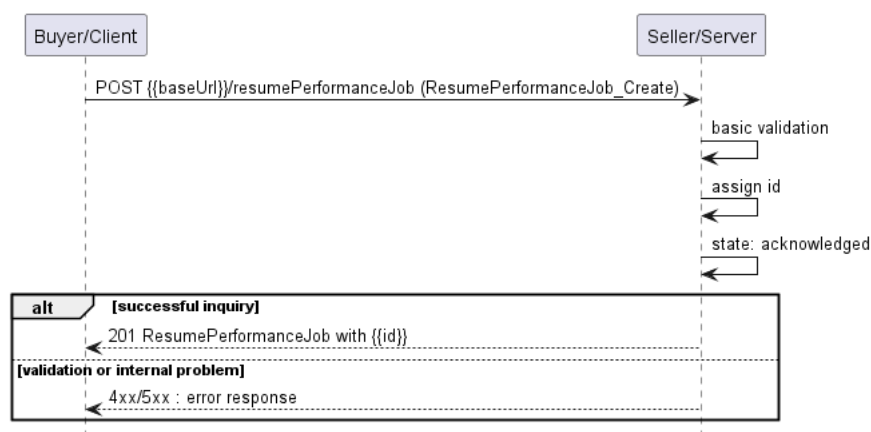 Buyer/Client
Seller/Server
POST {{baseUrl}}/resumePerformanceJob (ResumePerformanceJob_Create)
basic validation
assign id
state: acknowledged
alt [successful inquiry]
201 ResumePerformanceJob with {{id}}
[validation or internal problem]
4xx/5xx : error response